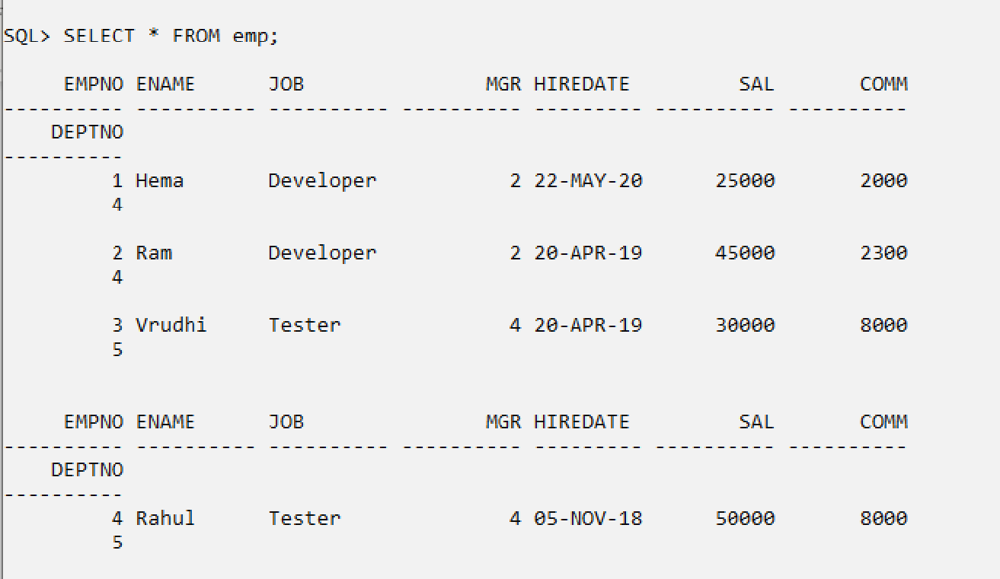 SQL> SELECT * FROM emp;
     EMPNO ENAME      JOB               MGR HIREDATE         SAL       COMM
---------- ---------- ---------- ---------- --------- ---------- ----------
    DEPTNO
----------
         1 Hema       Developer           2 22-MAY-20      25000       2000
         4
         2 Ram        Developer           2 20-APR-19      45000       2300
         4
         3 Vrudhi     Tester              4 20-APR-19      30000       8000
         5
     EMPNO ENAME      JOB               MGR HIREDATE         SAL       COMM
---------- ---------- ---------- ---------- --------- ---------- ----------
    DEPTNO
----------
         4 Rahul      Tester              4 05-NOV-18      50000       8000
         5